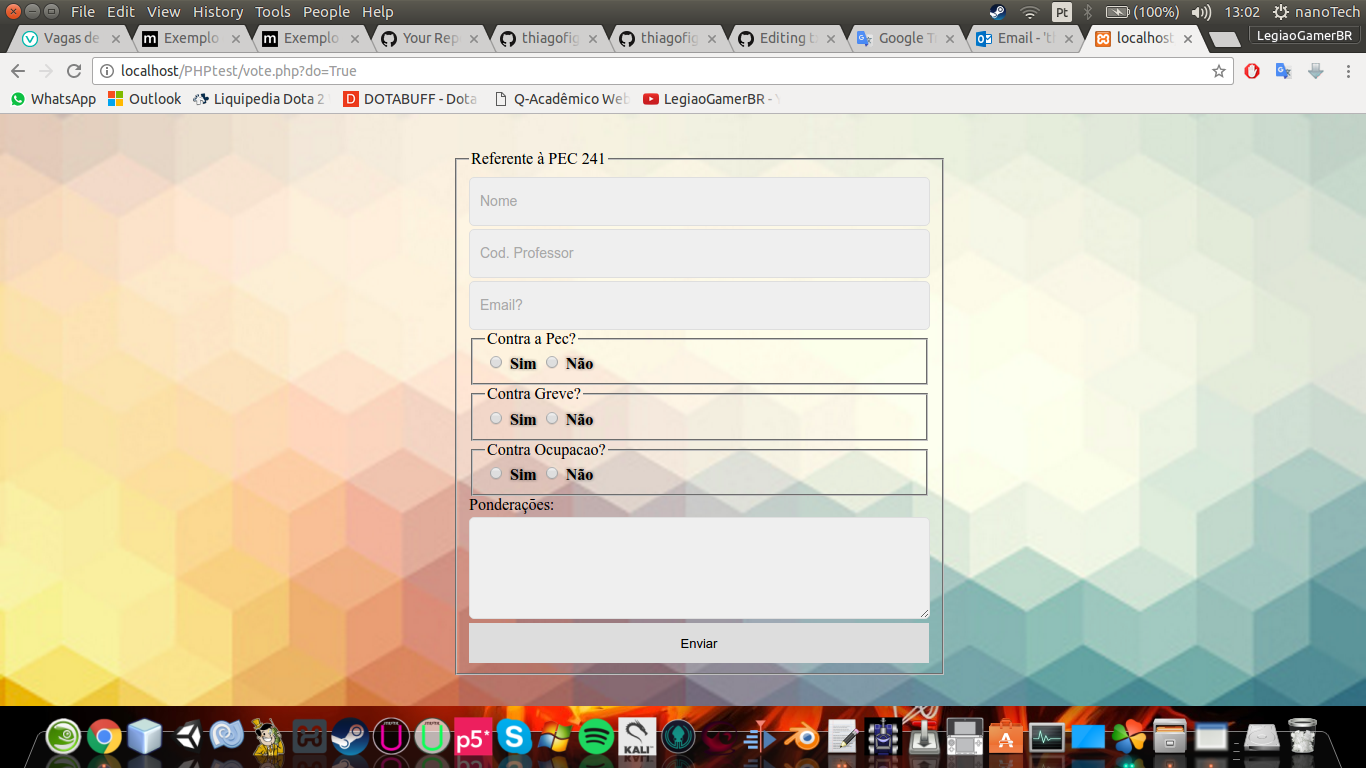 File Edit View History Tools People Help
Pt (100%) 13:02 nanoTech
Vagas de Exemplo Exemplo Your Rep thiagofig thiagofig Editing t Google T Email - 't localhost LegiaoGamerBR
localhost/PHPtest/vote.php?do=True
WhatsApp Outlook Liquipedia Dota 2 DOTABUFF - Dota Q-Acadêmico Web LegiaoGamerBR -
Referente à PEC 241
Nome
Cod. Professor
Email?
Contra a Pec?
Sim Não
Contra Greve?
Sim Não
Contra Ocupacao?
Sim Não
Ponderações:
Enviar
p5* KALI